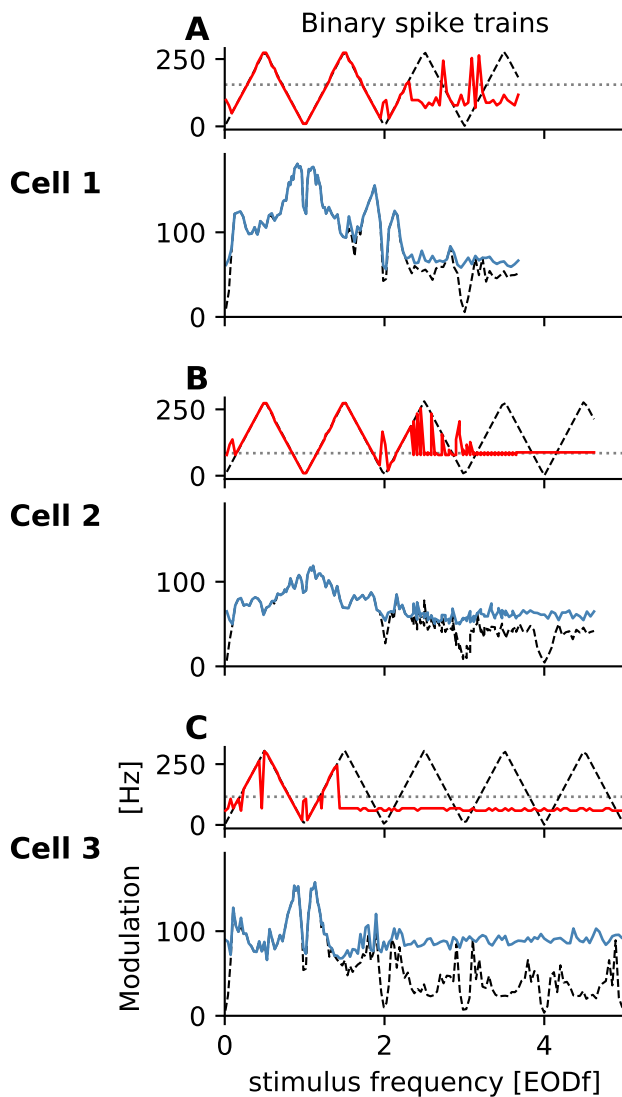 A Binary spike trains
250
0
Cell 1
100
0
B
250
0
Cell 2
100
0
C
250
0
[Hz]
Cell 3
100
0
Modulation
0 2 4
stimulus frequency [EODf]